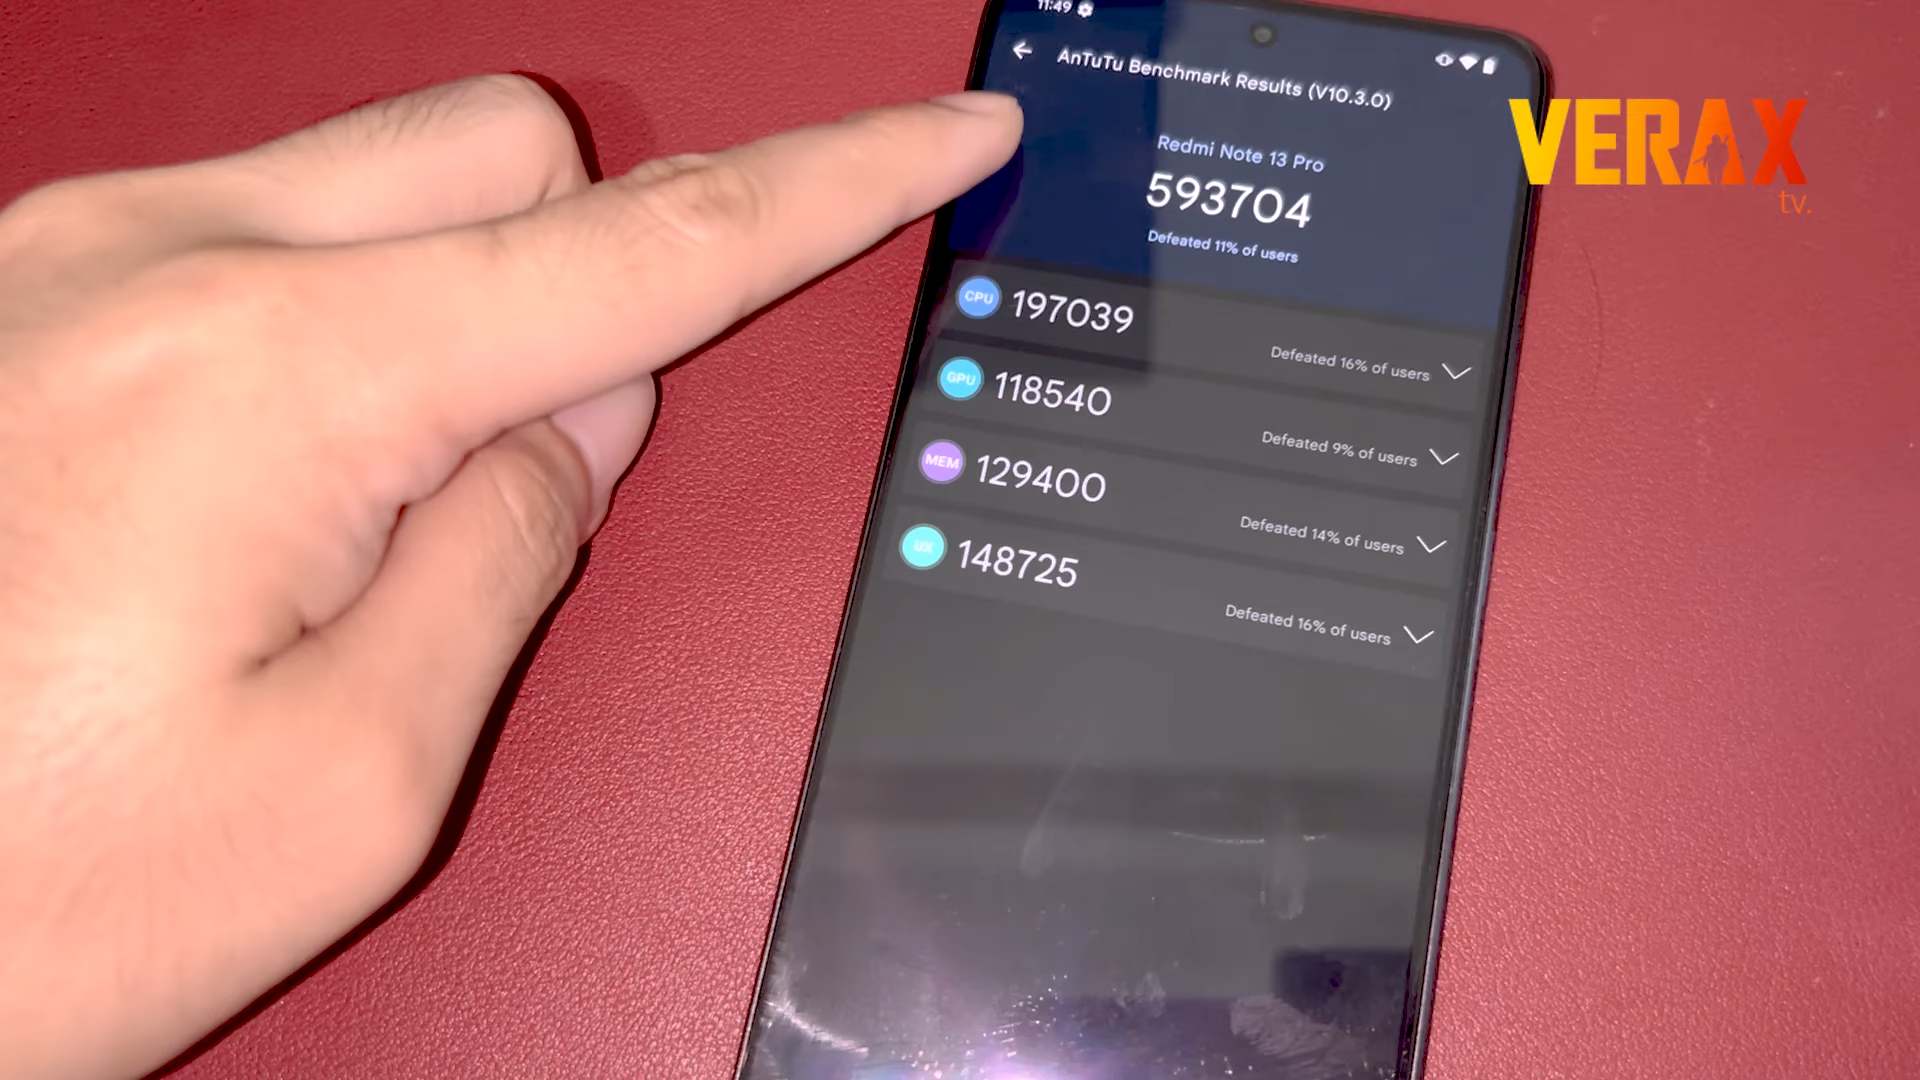 11:49
AnTuTu Benchmark Results (V10.3.0)
Redmi Note 13 Pro
593704
Defeated 11% of users
CPU 197039
Defeated 16% of users
GPU 118540
Defeated 9% of users
MEM 129400
Defeated 14% of users
UX 148725
Defeated 16% of users
VERAX
tv.